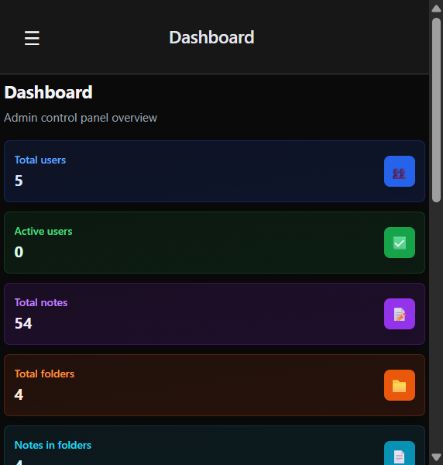 Dashboard
Dashboard
Admin control panel overview
Total users
5
Active users
0
Total notes
54
Total folders
4
Notes in folders